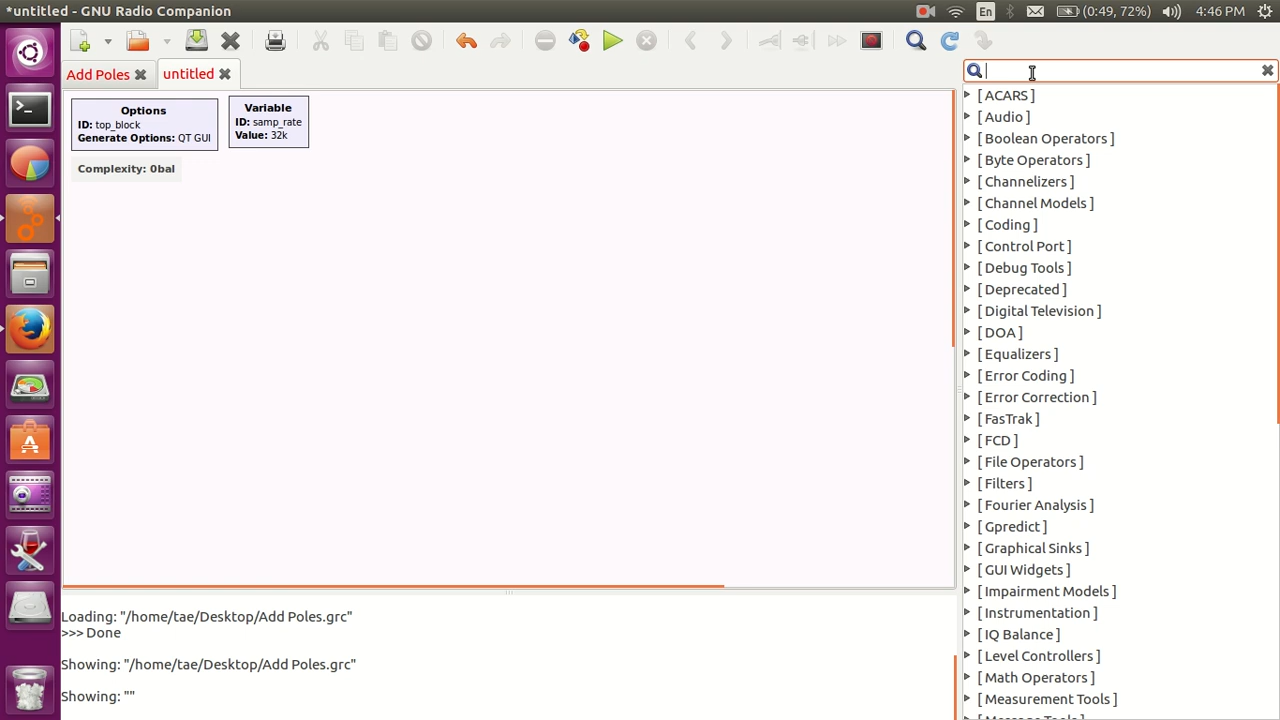 *untitled - GNU Radio Companion
En
(0:49, 72%)
4:46 PM
Add Poles
untitled
Options
ID: top_block
Generate Options: QT GUI
Variable
ID: samp_rate
Value: 32k
Complexity: 0bal
[ ACARS ]
[ Audio ]
[ Boolean Operators ]
[ Byte Operators ]
[ Channelizers ]
[ Channel Models ]
[ Coding ]
[ Control Port ]
[ Debug Tools ]
[ Deprecated ]
[ Digital Television ]
[ DOA ]
[ Equalizers ]
[ Error Coding ]
[ Error Correction ]
[ FasTrak ]
[ FCD ]
[ File Operators ]
[ Filters ]
[ Fourier Analysis ]
[ Gpredict ]
[ Graphical Sinks ]
[ GUI Widgets ]
[ Impairment Models ]
[ Instrumentation ]
[ IQ Balance ]
[ Level Controllers ]
[ Math Operators ]
[ Measurement Tools ]
[ Message Tools ]
Loading: "/home/tae/Desktop/Add Poles.grc"
>>> Done
Showing: "/home/tae/Desktop/Add Poles.grc"
Showing: ""